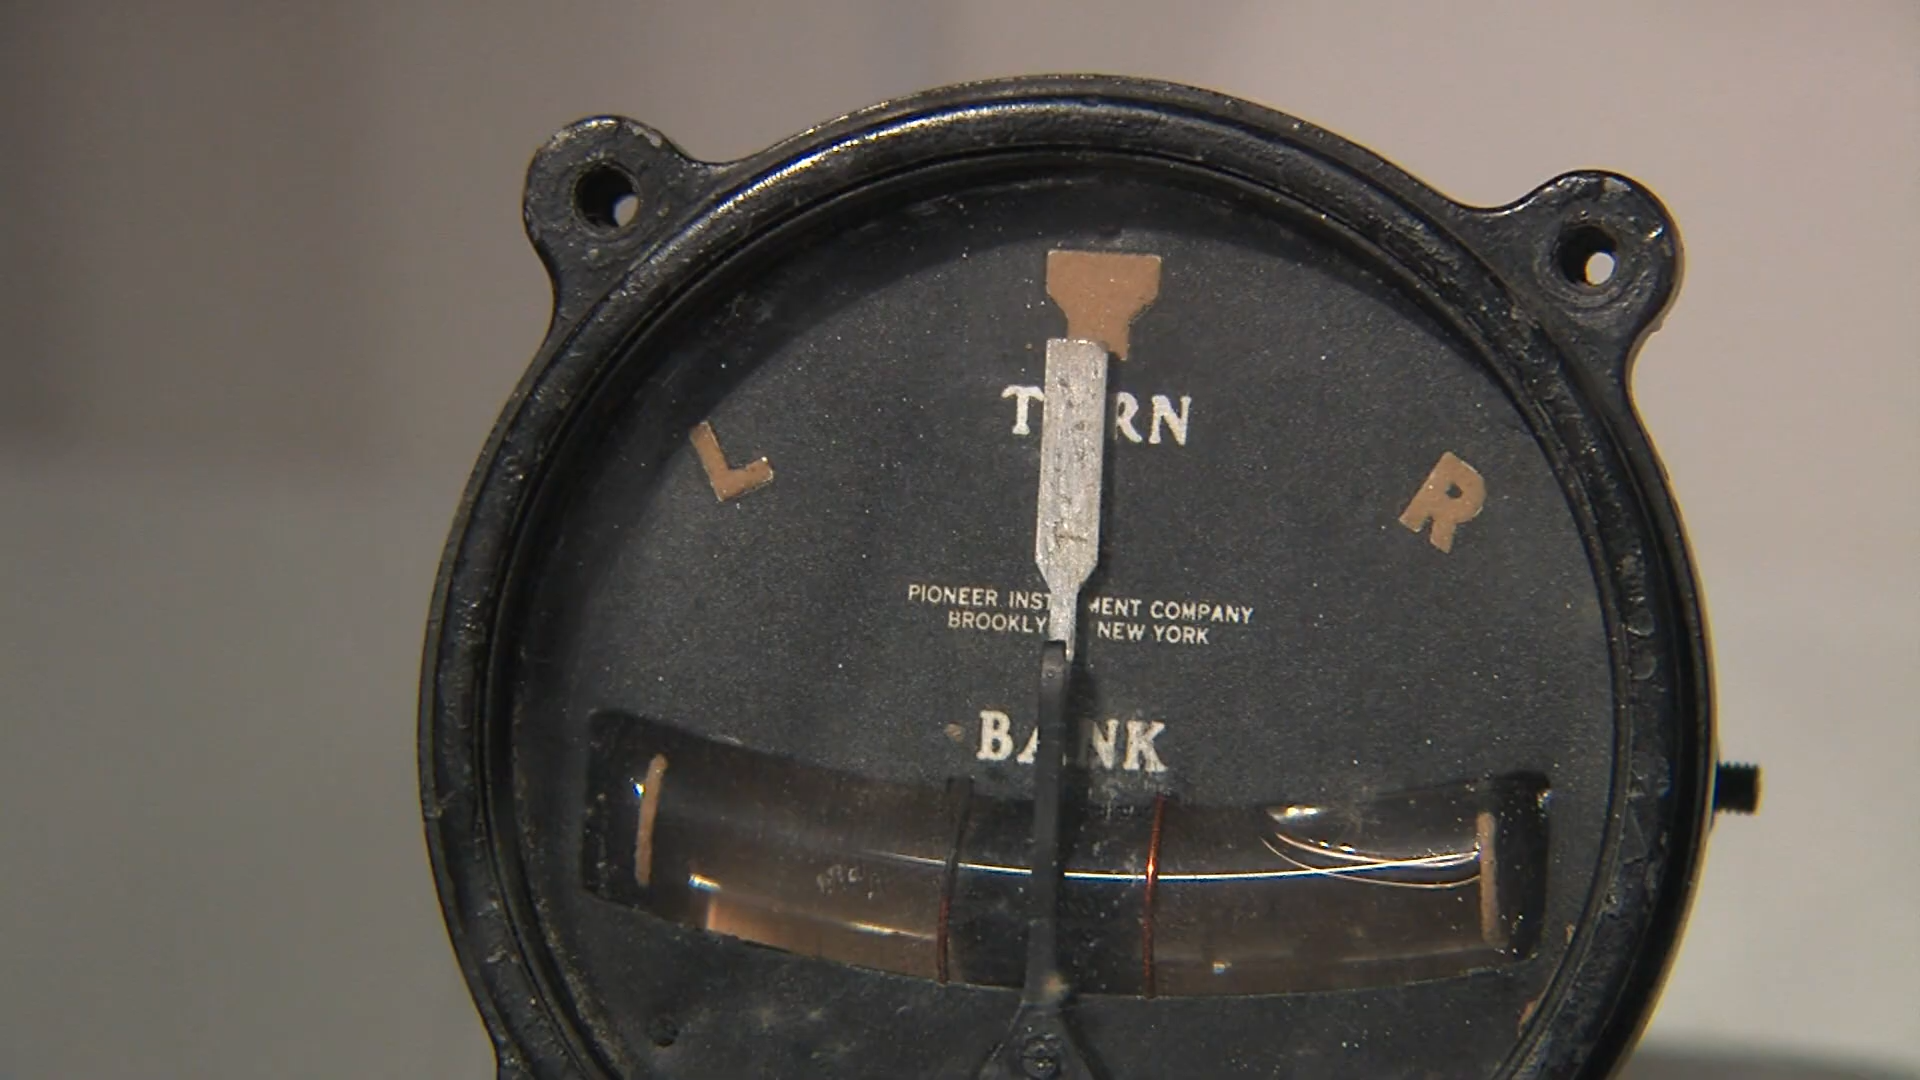 TURN
L R
PIONEER INSTRUMENT COMPANY
BROOKLYN NEW YORK
BANK